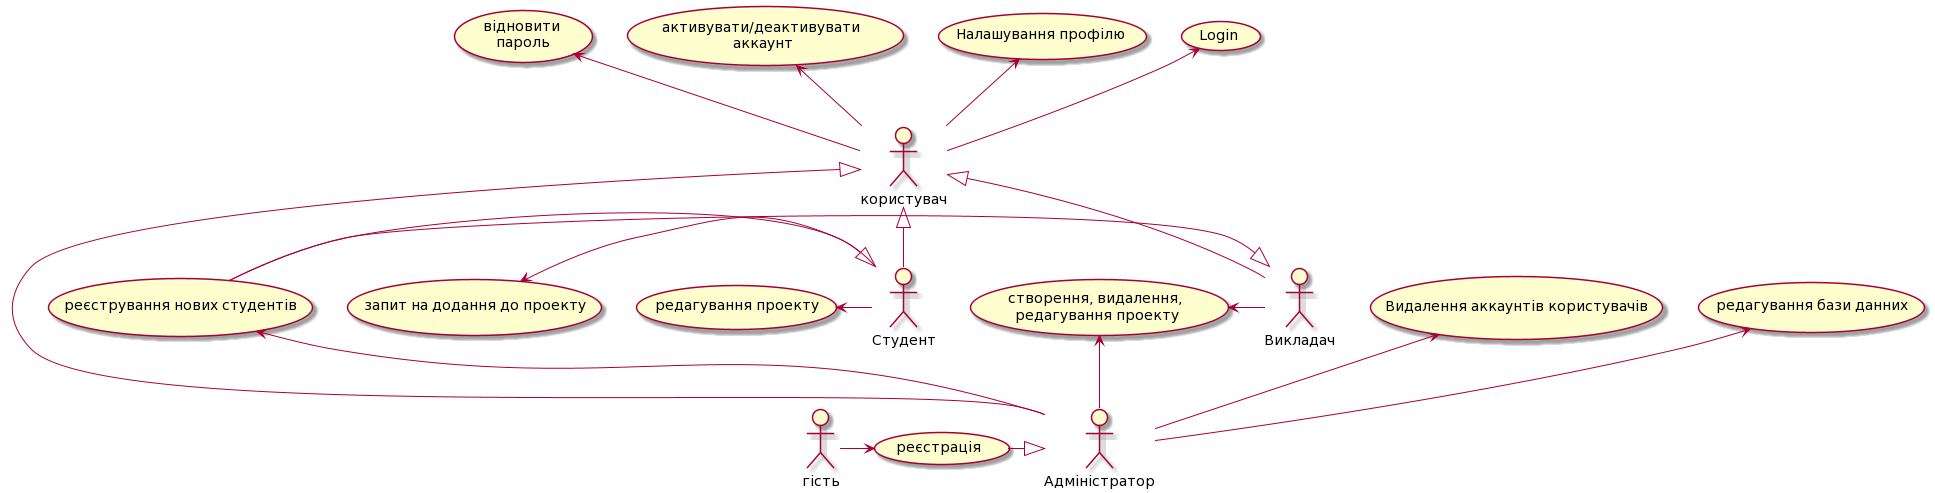 відновити
пароль
активувати/деактивувати
аккаунт
Налашування профілю
Login
користувач
реєстрування нових студентів
запит на додання до проекту
редагування проекту
Студент
створення, видалення,
редагування проекту
Викладач
Видалення аккаунтів користувачів
редагування бази данних
гість
реєстрація
Адміністратор